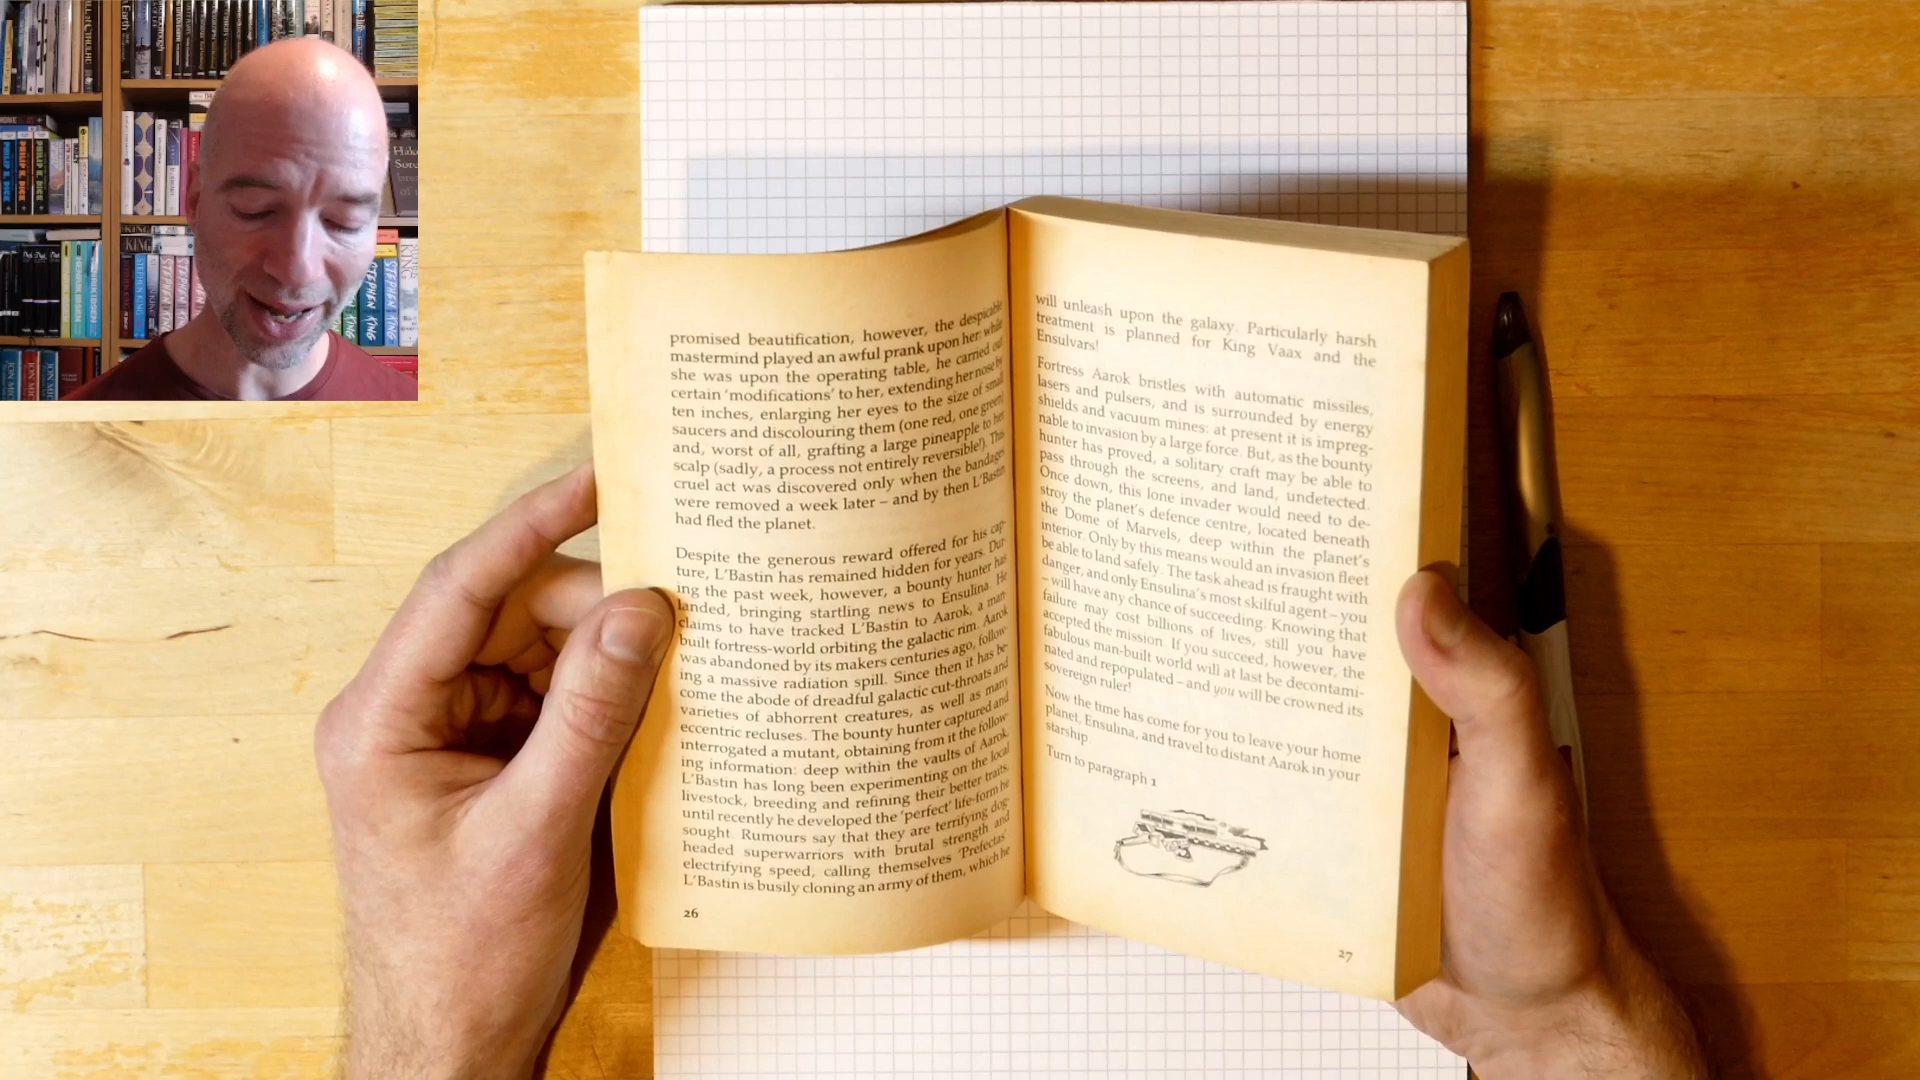 PHILIP K. DICK
PHILIP K. DICK
PHILIP K. DICK
KING
KING
STEPHEN KING
STEPHEN KING
STEPHEN KING
STEPHEN KING
HENRIK IBSEN
promised beautification, however, the despicable
mastermind played an awful prank upon her: while
she was upon the operating table, he carried out
certain 'modifications' to her, extending her nose by
ten inches, enlarging her eyes to the size of small
saucers and discolouring them (one red, one green)
and, worst of all, grafting a large pineapple to her
scalp (sadly, a process not entirely reversible!). This
cruel act was discovered only when the bandages
were removed a week later – and by then L'Bastin
had fled the planet.
Despite the generous reward offered for his cap-
ture, L'Bastin has remained hidden for years. Dur-
ing the past week, however, a bounty hunter has
landed, bringing startling news to Ensulina. He
claims to have tracked L'Bastin to Aarok, a man-
built fortress-world orbiting the galactic rim. Aarok
was abandoned by its makers centuries ago, follow-
ing a massive radiation spill. Since then it has be-
come the abode of dreadful galactic cut-throats and
varieties of abhorrent creatures, as well as many
eccentric recluses. The bounty hunter captured and
interrogated a mutant, obtaining from it the follow-
ing information: deep within the vaults of Aarok,
L'Bastin has long been experimenting on the local
livestock, breeding and refining their better traits,
until recently he developed the 'perfect' life-form he
sought. Rumours say that they are terrifying dog-
headed superwarriors with brutal strength and
electrifying speed, calling themselves 'Prefectas'.
L'Bastin is busily cloning an army of them, which he
26
will unleash upon the galaxy. Particularly harsh
treatment is planned for King Vaax and the
Ensulvars!
Fortress Aarok bristles with automatic missiles,
lasers and pulsers, and is surrounded by energy
shields and vacuum mines: at present it is impreg-
nable to invasion by a large force. But, as the bounty
hunter has proved, a solitary craft may be able to
pass through the screens, and land, undetected.
Once down, this lone invader would need to de-
stroy the planet's defence centre, located beneath
the Dome of Marvels, deep within the planet's
interior. Only by this means would an invasion fleet
be able to land safely. The task ahead is fraught with
danger, and only Ensulina's most skilful agent – you
– will have any chance of succeeding. Knowing that
failure may cost billions of lives, still you have
accepted the mission. If you succeed, however, the
fabulous man-built world will at last be decontami-
nated and repopulated – and you will be crowned its
sovereign ruler!
Now the time has come for you to leave your home
planet, Ensulina, and travel to distant Aarok in your
starship
Turn to paragraph 1
27